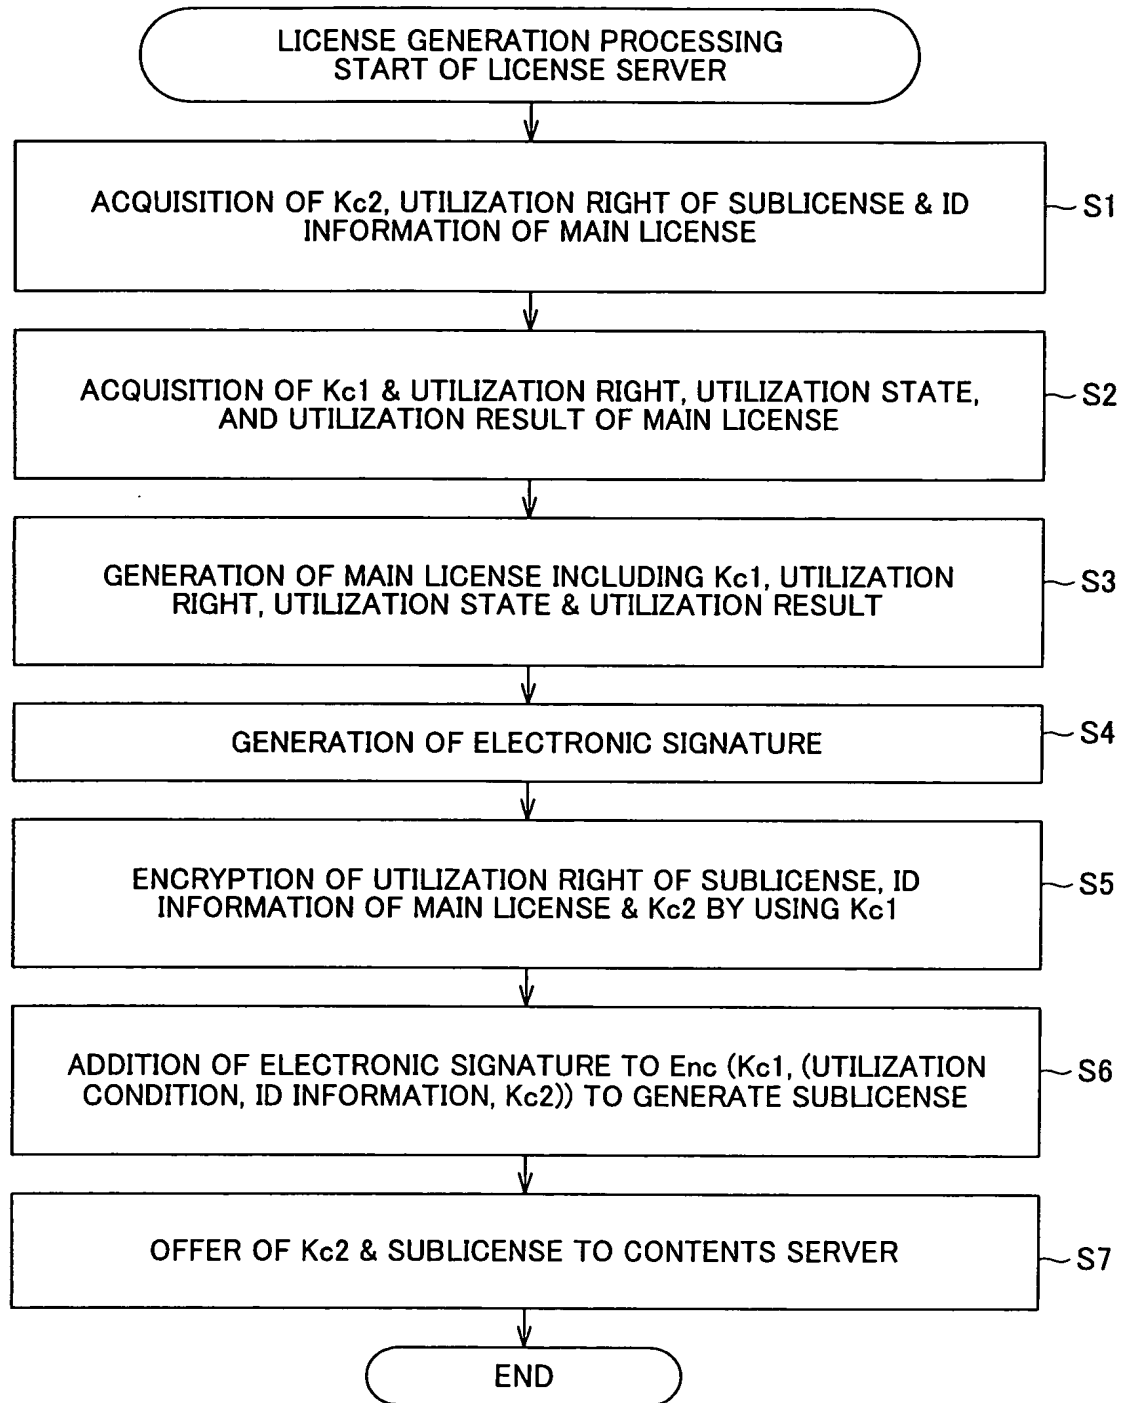 LICENSE GENERATION PROCESSING
START OF LICENSE SERVER
ACQUISITION OF Kc2, UTILIZATION RIGHT OF SUBLICENSE & ID
INFORMATION OF MAIN LICENSE
S1
ACQUISITION OF Kc1 & UTILIZATION RIGHT, UTILIZATION STATE,
AND UTILIZATION RESULT OF MAIN LICENSE
S2
GENERATION OF MAIN LICENSE INCLUDING Kc1, UTILIZATION
RIGHT, UTILIZATION STATE & UTILIZATION RESULT
S3
GENERATION OF ELECTRONIC SIGNATURE
S4
ENCRYPTION OF UTILIZATION RIGHT OF SUBLICENSE, ID
INFORMATION OF MAIN LICENSE & Kc2 BY USING Kc1
S5
ADDITION OF ELECTRONIC SIGNATURE TO Enc (Kc1, (UTILIZATION
CONDITION, ID INFORMATION, Kc2)) TO GENERATE SUBLICENSE
S6
OFFER OF Kc2 & SUBLICENSE TO CONTENTS SERVER
S7
END